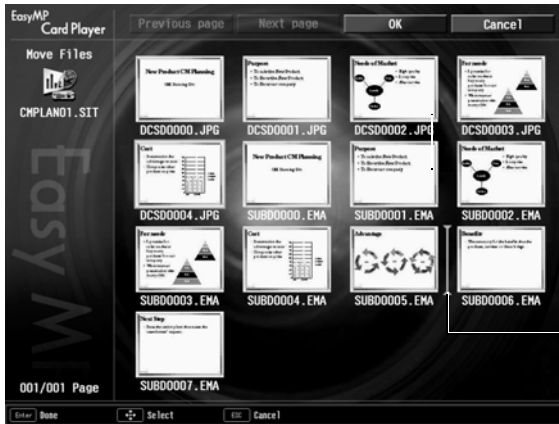 EasyMP
Card Player
Previous page
Next page
OK
Cancel
Move Files
CMPLAN01.SIT
New Product CM Planning
Purpose
Needs of Market
For needs
DCSD0000.JPG
DCSD0001.JPG
DCSD0002.JPG
DCSD0003.JPG
Cost
New Product CM Planning
Purpose
Needs of Market
DCSD0004.JPG
SUBD0000.EMA
SUBD0001.EMA
SUBD0002.EMA
For needs
Cost
Advantage
Benefit
SUBD0003.EMA
SUBD0004.EMA
SUBD0005.EMA
SUBD0006.EMA
Next Step
SUBD0007.EMA
Easy M
001/001 Page
Enter Done
Select
ESC Cancel